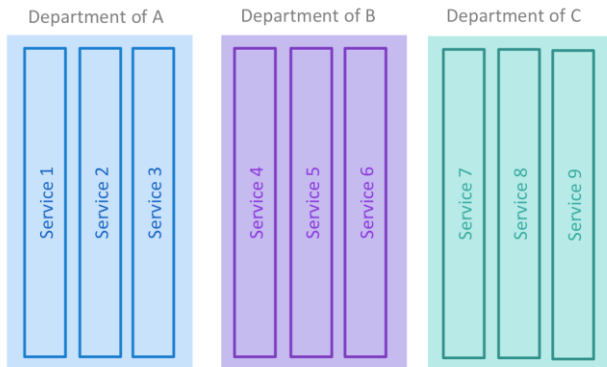 Department of A
Department of B
Department of C
Service 1
Service 2
Service 3
Service 4
Service 5
Service 6
Service 7
Service 8
Service 9